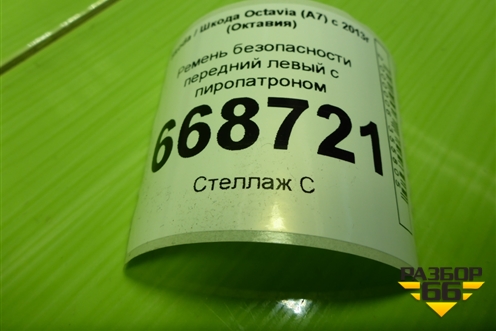 / Шкода Octavia (A7) с 2013г
(Октавия)
Ремень безопасности
передний левый с
пиропатроном
668721
Стеллаж С
РАЗБОР
66